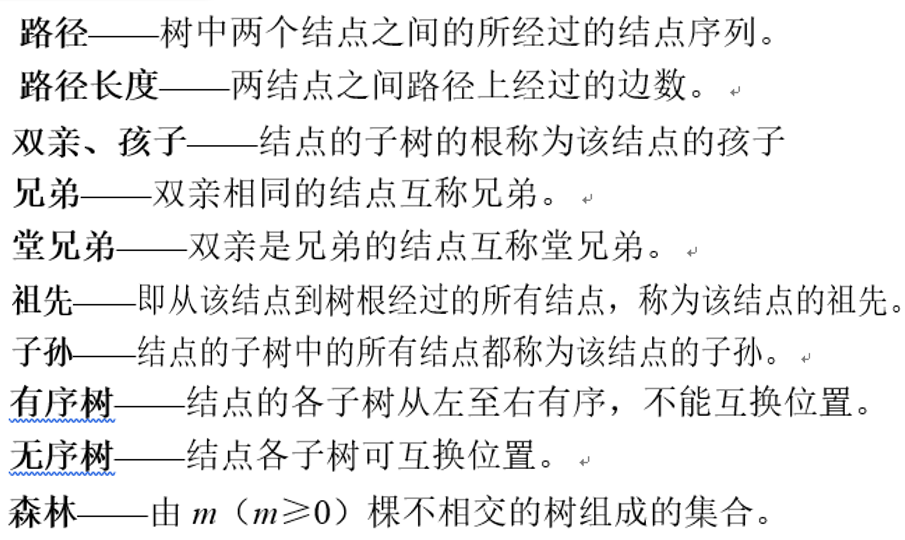 路径——树中两个结点之间的所经过的结点序列。
路径长度——两结点之间路径上经过的边数。
双亲、孩子——结点的子树的根称为该结点的孩子
兄弟——双亲相同的结点互称兄弟。
堂兄弟——双亲是兄弟的结点互称堂兄弟。
祖先——即从该结点到树根经过的所有结点，称为该结点的祖先。
子孙——结点的子树中的所有结点都称为该结点的子孙。
有序树——结点的各子树从左至右有序，不能互换位置。
无序树——结点各子树可互换位置。
森林——由 m（m≥0）棵不相交的树组成的集合。